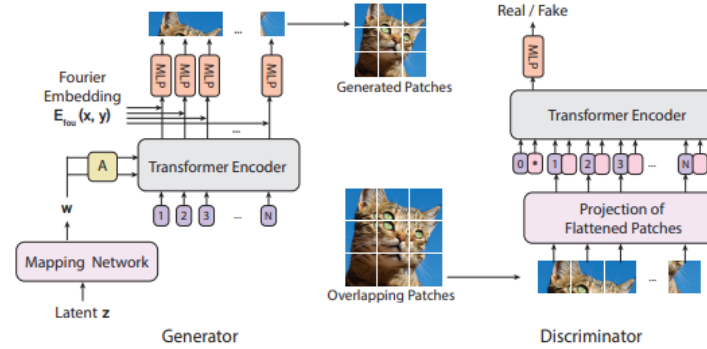 Real / Fake
MLP
MLP
MLP
...
MLP
MLP
Fourier
Embedding
E_fou (x, y)
Generated Patches
...
Transformer Encoder
A
Transformer Encoder
0
*
1
2
3
...
N
1
2
3
...
N
w
Projection of
Flattened Patches
Mapping Network
...
Overlapping Patches
Latent z
Generator
Discriminator
...